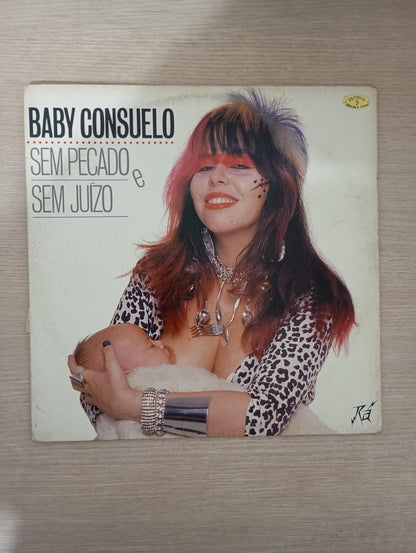 BABY CONSUELO
SEM PECADO
e
SEM JUÍZO
Rá